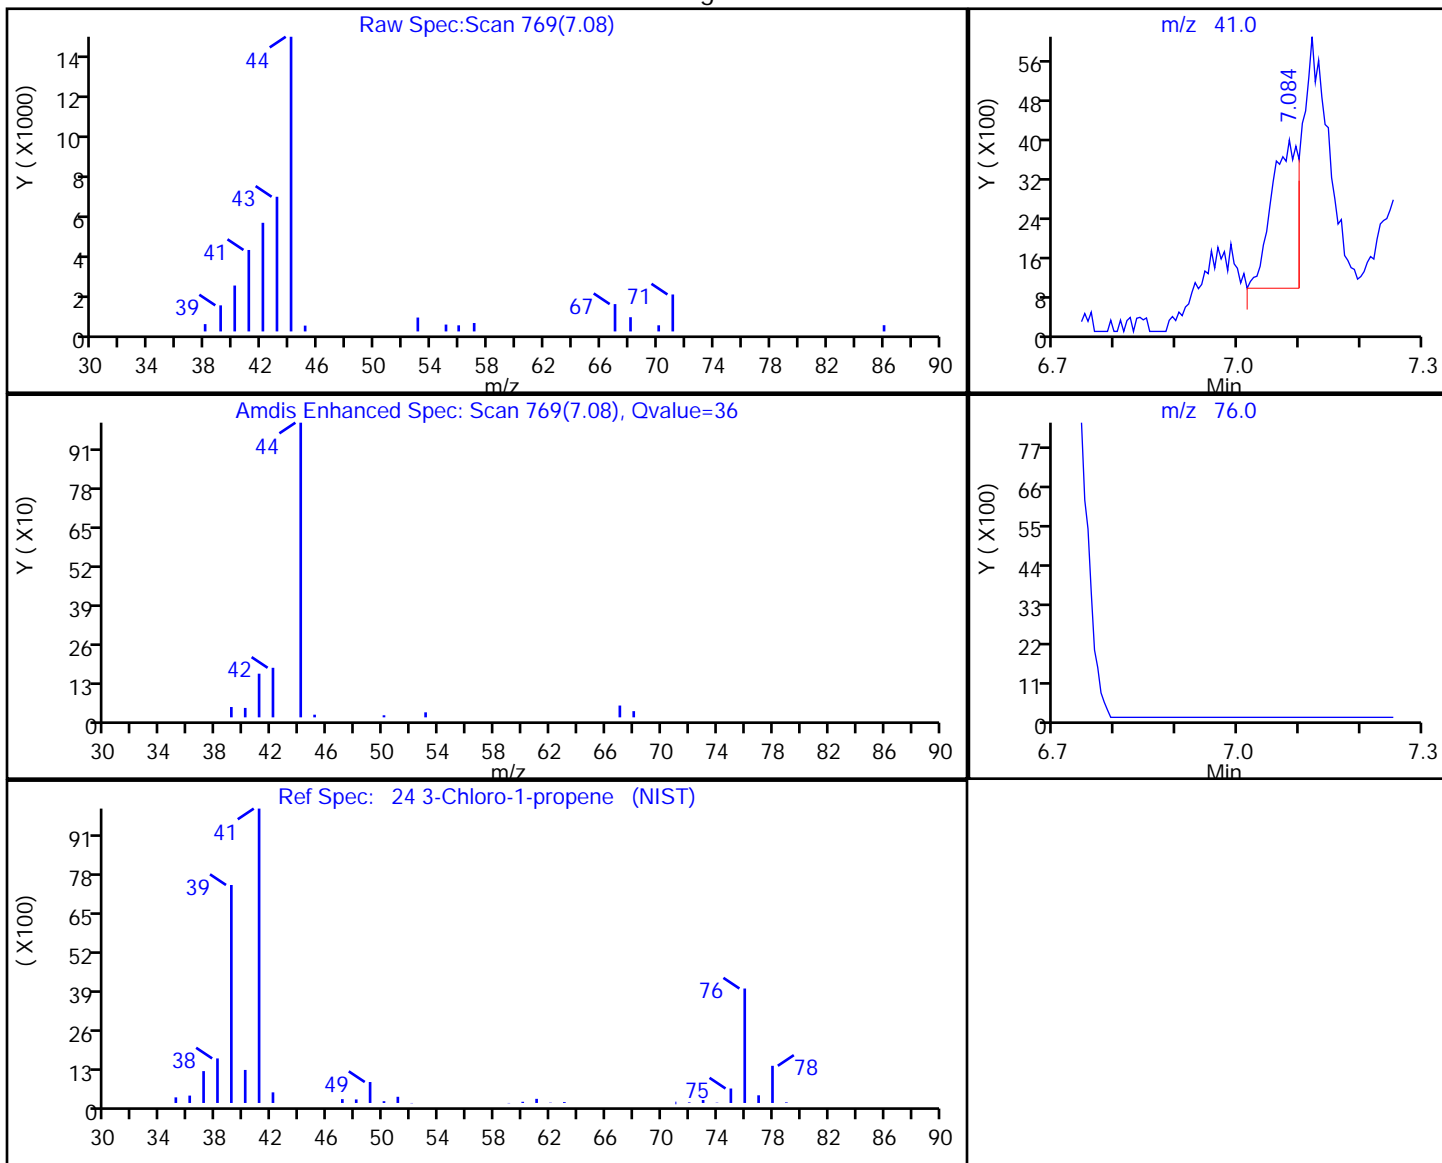 Raw Spec:Scan 769(7.08)
Y ( X1000)
14
12
10
8
6
4
2
0
44
43
41
39
67
71
30 34 38 42 46 50 54 58 62 66 70 74 78 82 86 90
m/z
m/z 41.0
Y ( X100)
56
48
40
32
24
16
8
0
7.084
6.7 7.0 7.3
Min
Amdis Enhanced Spec: Scan 769(7.08), Qvalue=36
Y ( X10)
91
78
65
52
39
26
13
0
44
42
30 34 38 42 46 50 54 58 62 66 70 74 78 82 86 90
m/z
m/z 76.0
Y ( X100)
77
66
55
44
33
22
11
0
6.7 7.0 7.3
Min
Ref Spec: 24 3-Chloro-1-propene (NIST)
( X100)
91
78
65
52
39
26
13
0
41
39
38
49
76
75
78
30 34 38 42 46 50 54 58 62 66 70 74 78 82 86 90